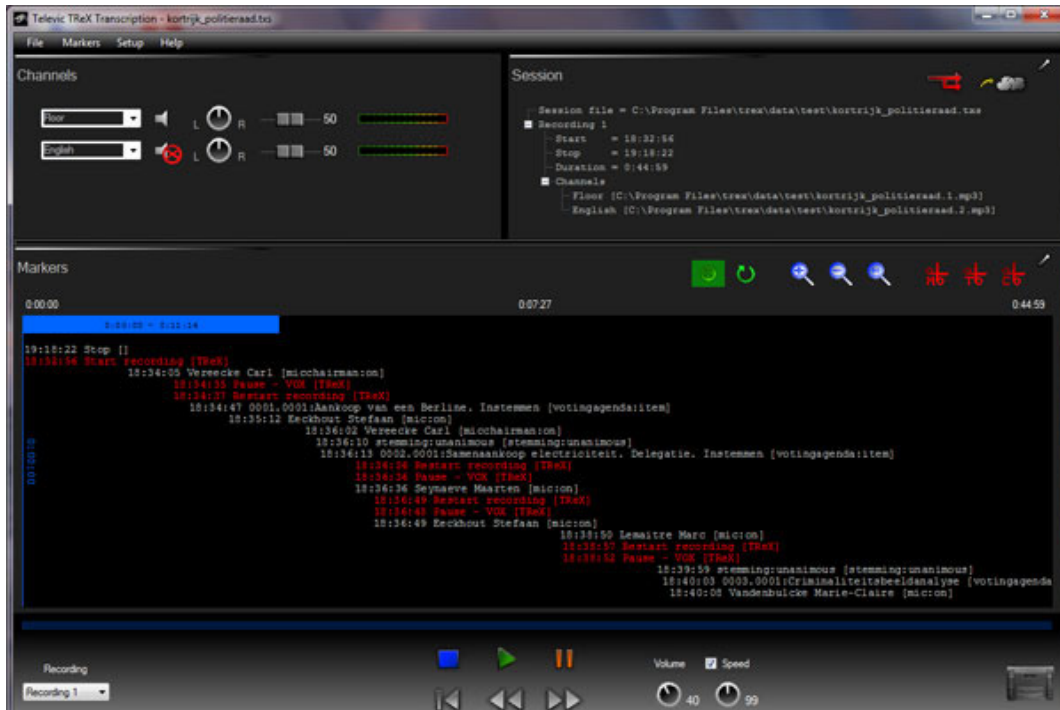 Televic TReX Transcription - kortrijk_politieraad.txs
File Markers Setup Help
Channels
Floor L R 50
English L R 50
Session
Session file = C:\Program Files\trex\data\test\kortrijk_politieraad.txs
Recording 1
Start = 18:32:56
Stop = 19:18:22
Duration = 0:44:59
Channels
Floor [C:\Program Files\trex\data\test\kortrijk_politieraad.1.mp3]
English [C:\Program Files\trex\data\test\kortrijk_politieraad.2.mp3]
Markers
0:00:00 0:07:27 0:44:59
19:18:22 Stop []
18:32:56 Start recording [TReX]
18:34:05 Vereecke Carl [micchairman:on]
18:34:35 Pause - VOX [TReX]
18:34:37 Restart recording [TReX]
18:34:47 0001.0001:Aankoop van een Berline. Instemmen [votingagenda:item]
18:35:12 Eeckhout Stefaan [mic:on]
18:36:02 Vereecke Carl [micchairman:on]
18:36:10 stemming:unanimous [stemming:unanimous]
18:36:13 0002.0001:Samenaankoop electriciteit. Delegatie. Instemmen [votingagenda:item]
18:36:36 Restart recording [TReX]
18:36:34 Pause - VOX [TReX]
18:36:36 Seynaeve Maarten [mic:on]
18:36:49 Restart recording [TReX]
18:36:48 Pause - VOX [TReX]
18:36:49 Eeckhout Stefaan [mic:on]
18:38:50 Lemaitre Marc [mic:on]
18:38:57 Restart recording [TReX]
18:38:52 Pause - VOX [TReX]
18:39:59 stemming:unanimous [stemming:unanimous]
18:40:03 0003.0001:Criminaliteitsbeeldanalyse [votingagenda
18:40:08 Vandenbulcke Marie-Claire [mic:on]
Recording
Recording 1
Volume Speed
40 99